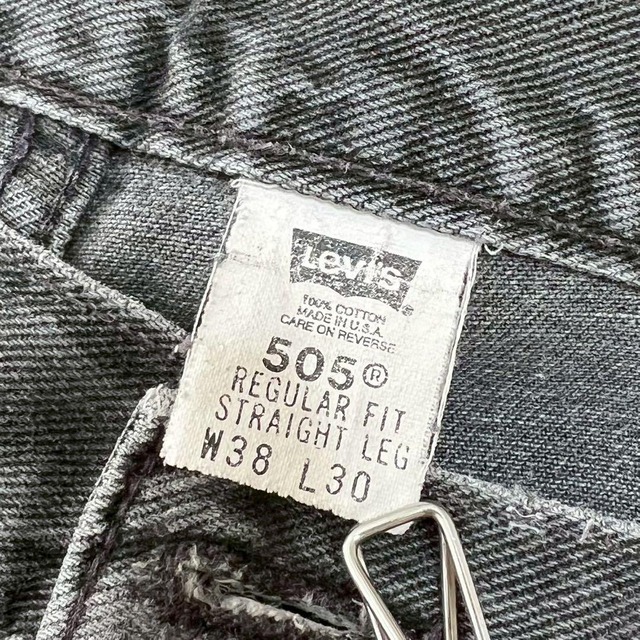 Levi's
100% COTTON
MADE IN U.S.A.
CARE ON REVERSE
505®
REGULAR FIT
STRAIGHT LEG
W38 L30